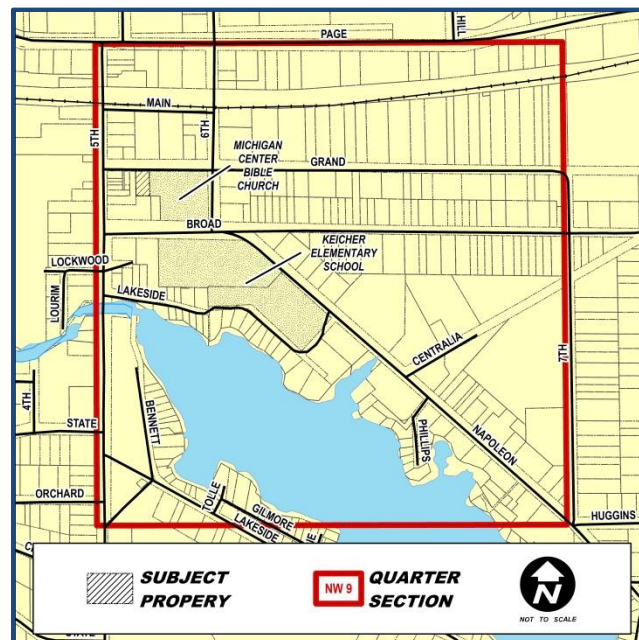 PAGE
HILL
MAIN
5TH
6TH
MICHIGAN
CENTER
BIBLE
CHURCH
GRAND
BROAD
KEICHER
ELEMENTARY
SCHOOL
LOCKWOOD
LOURIM
LAKESIDE
CENTRALIA
7TH
4TH
STATE
BENNETT
PHILLIPS
NAPOLEON
ORCHARD
TOLLE
GILMORE
LAKESIDE
HUGGINS
SUBJECT
PROPERY
NW 9
QUARTER
SECTION
N
NOT TO SCALE